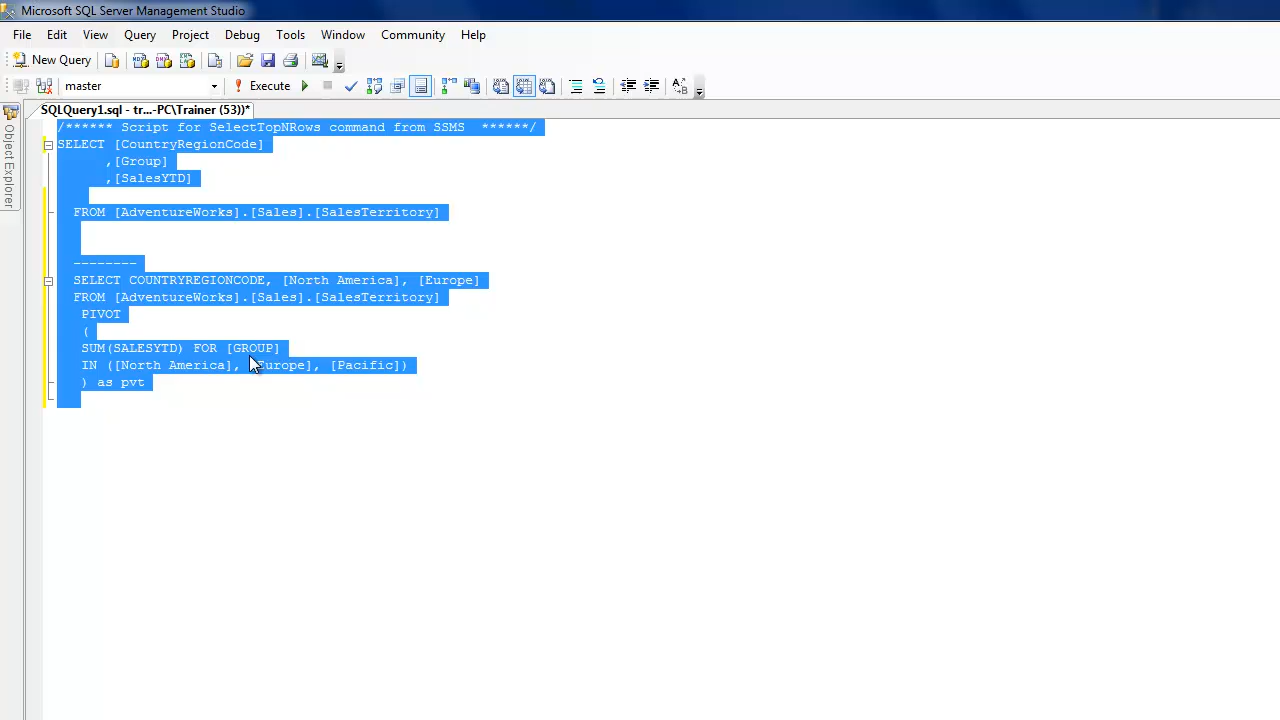 Microsoft SQL Server Management Studio
File Edit View Query Project Debug Tools Window Community Help
New Query
master Execute
SQLQuery1.sql - tr...-PC\Trainer (53))*
Object Explorer
/****** Script for SelectTopNRows command from SSMS  ******/
SELECT [CountryRegionCode]
,[Group]
,[SalesYTD]
FROM [AdventureWorks].[Sales].[SalesTerritory]
--------
SELECT COUNTRYREGIONCODE, [North America], [Europe]
FROM [AdventureWorks].[Sales].[SalesTerritory]
PIVOT
(
SUM(SALESYTD) FOR [GROUP]
IN ([North America], [Europe], [Pacific])
) as pvt